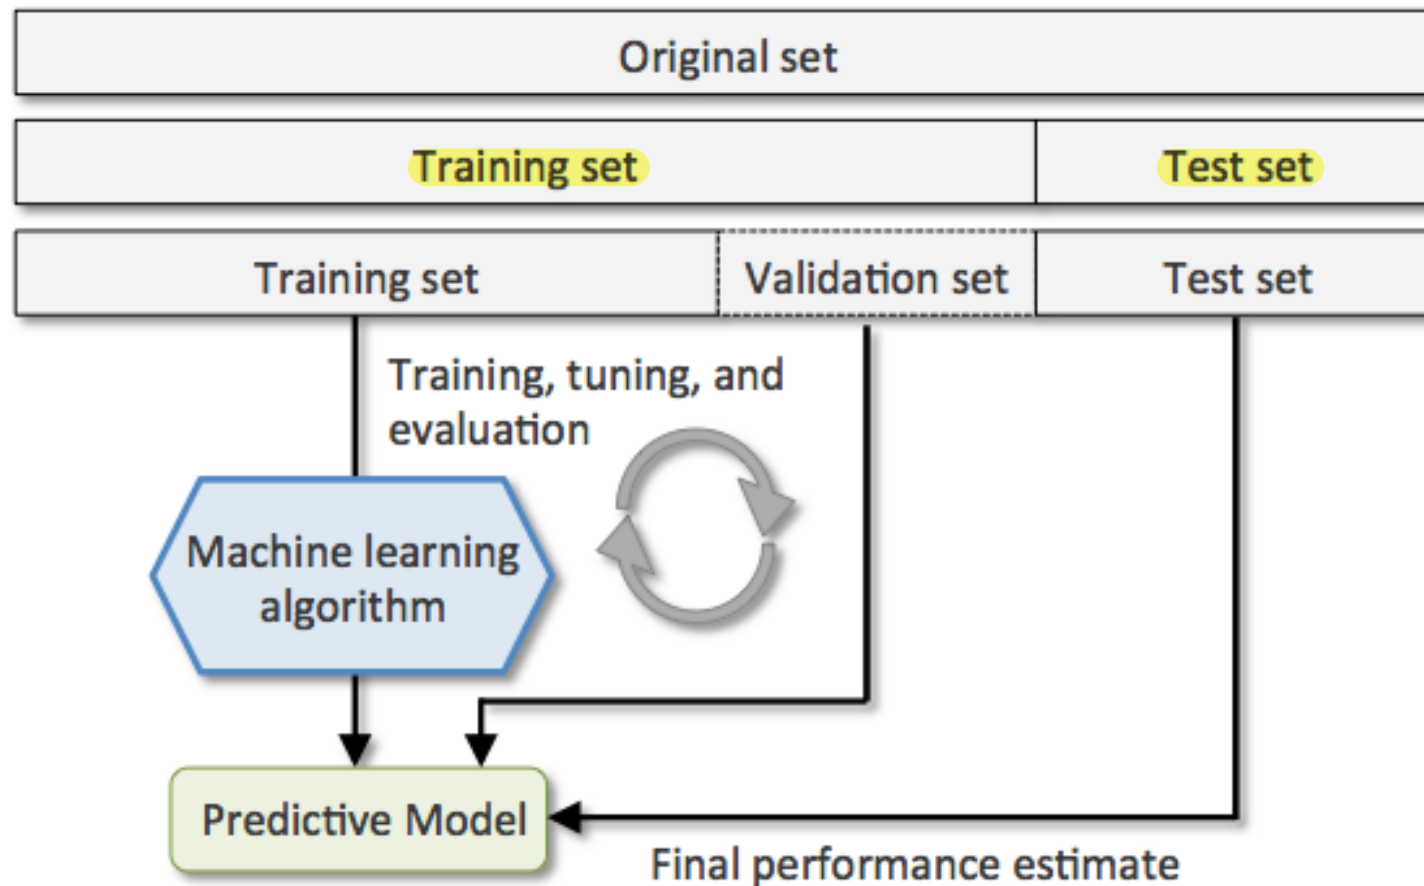 Original set
Training set
Test set
Training set
Validation set
Test set
Training, tuning, and
evaluation
Machine learning
algorithm
Predictive Model
Final performance estimate